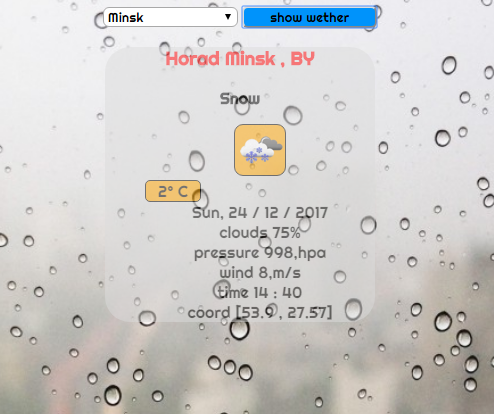 Minsk
show wether
Horad Minsk , BY
Snow
2° C
Sun, 24 / 12 / 2017
clouds 75%
pressure 998,hpa
wind 8,m/s
time 14 : 40
coord [53.9 , 27.57]